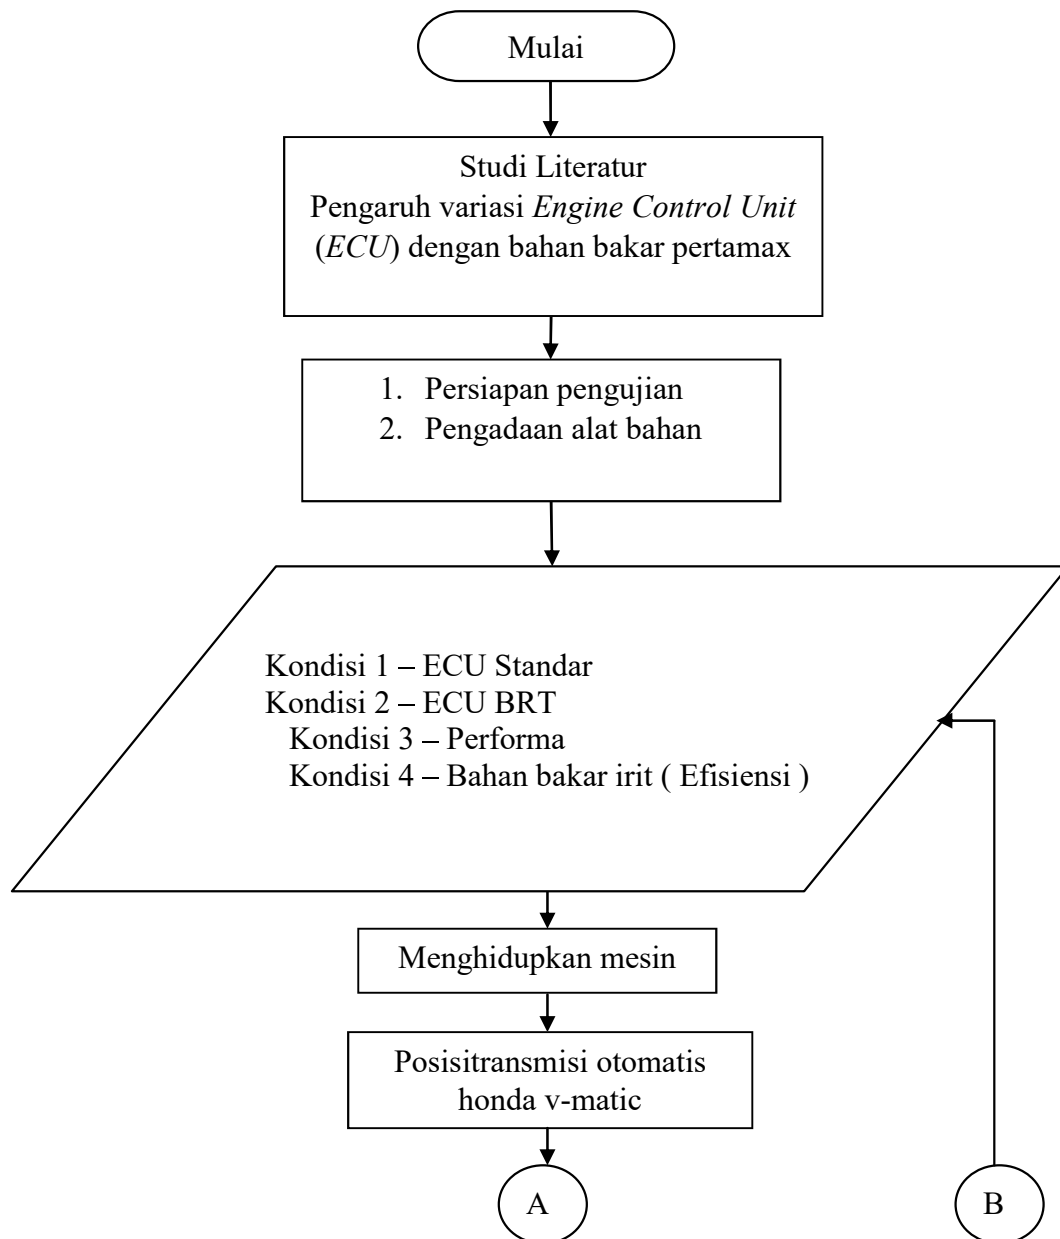 Mulai
Studi Literatur
Pengaruh variasi Engine Control Unit
(ECU) dengan bahan bakar pertamax
1. Persiapan pengujian
2. Pengadaan alat bahan
Kondisi 1 – ECU Standar
Kondisi 2 – ECU BRT
Kondisi 3 – Performa
Kondisi 4 – Bahan bakar irit ( Efisiensi )
Menghidupkan mesin
Posisitransmisi otomatis
honda v-matic
A
B